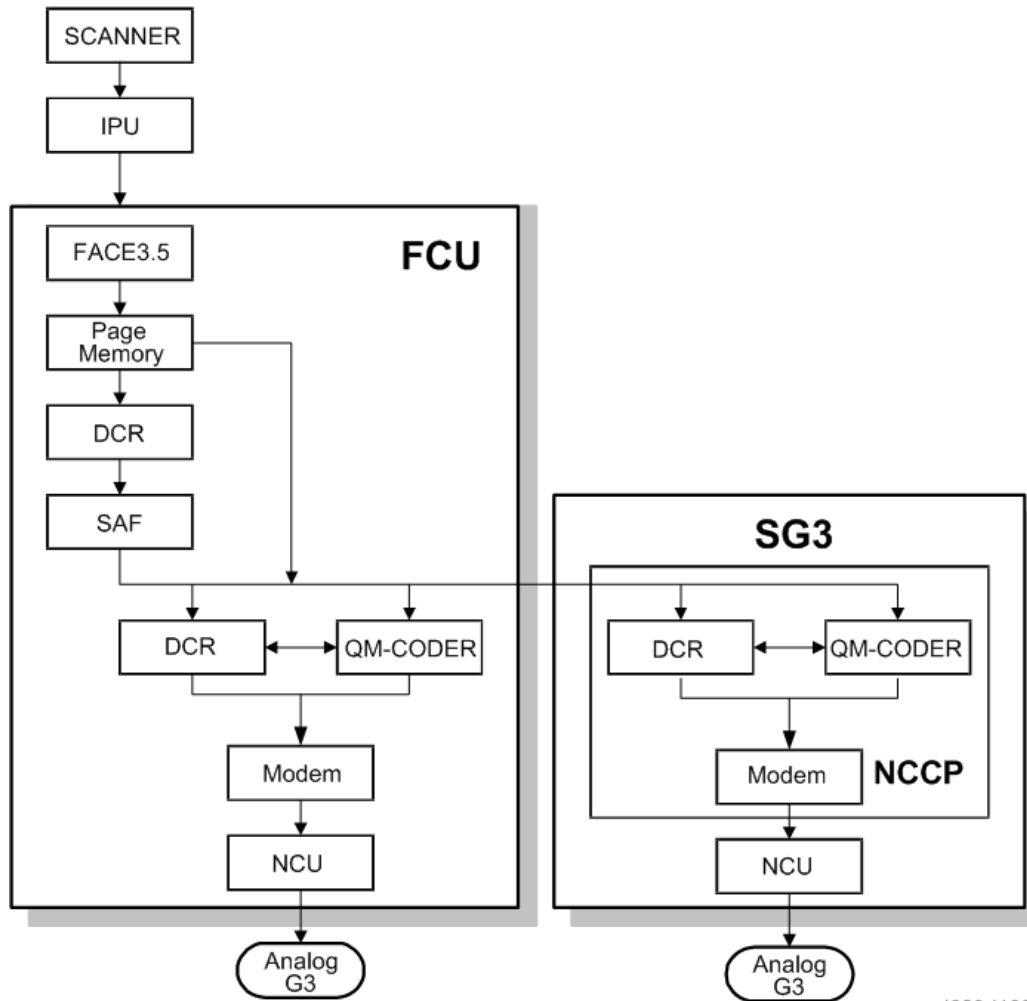 SCANNER
IPU
FCU
FACE3.5
Page
Memory
DCR
SAF
DCR
QM-CODER
Modem
NCU
Analog
G3
SG3
DCR
QM-CODER
Modem
NCCP
NCU
Analog
G3